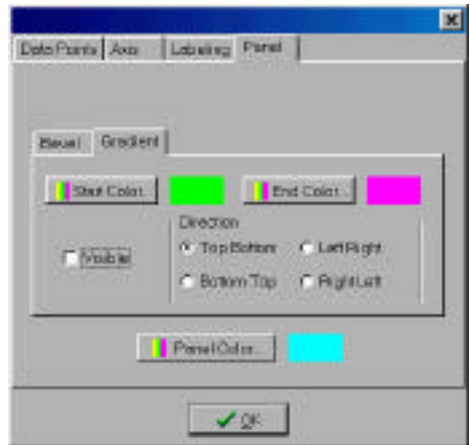 Data Points Axis Labeling Panel
Bevel Gradient
Start Color... End Color...
Direction
Visible
Top Bottom Left Right
Bottom Top Right Left
Panel Color...
OK